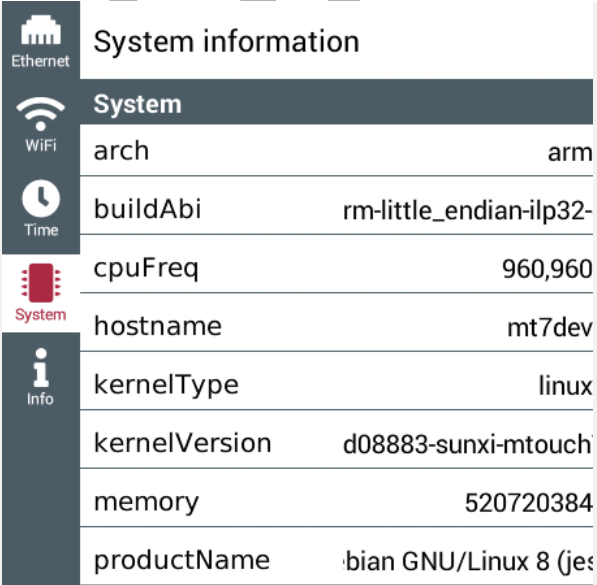 System information
Ethernet
WiFi
Time
System
Info
System
arch arm
buildAbi rm-little_endian-ilp32-
cpuFreq 960,960
hostname mt7dev
kernelType linux
kernelVersion d08883-sunxi-mtouch
memory 520720384
productName bian GNU/Linux 8 (jes